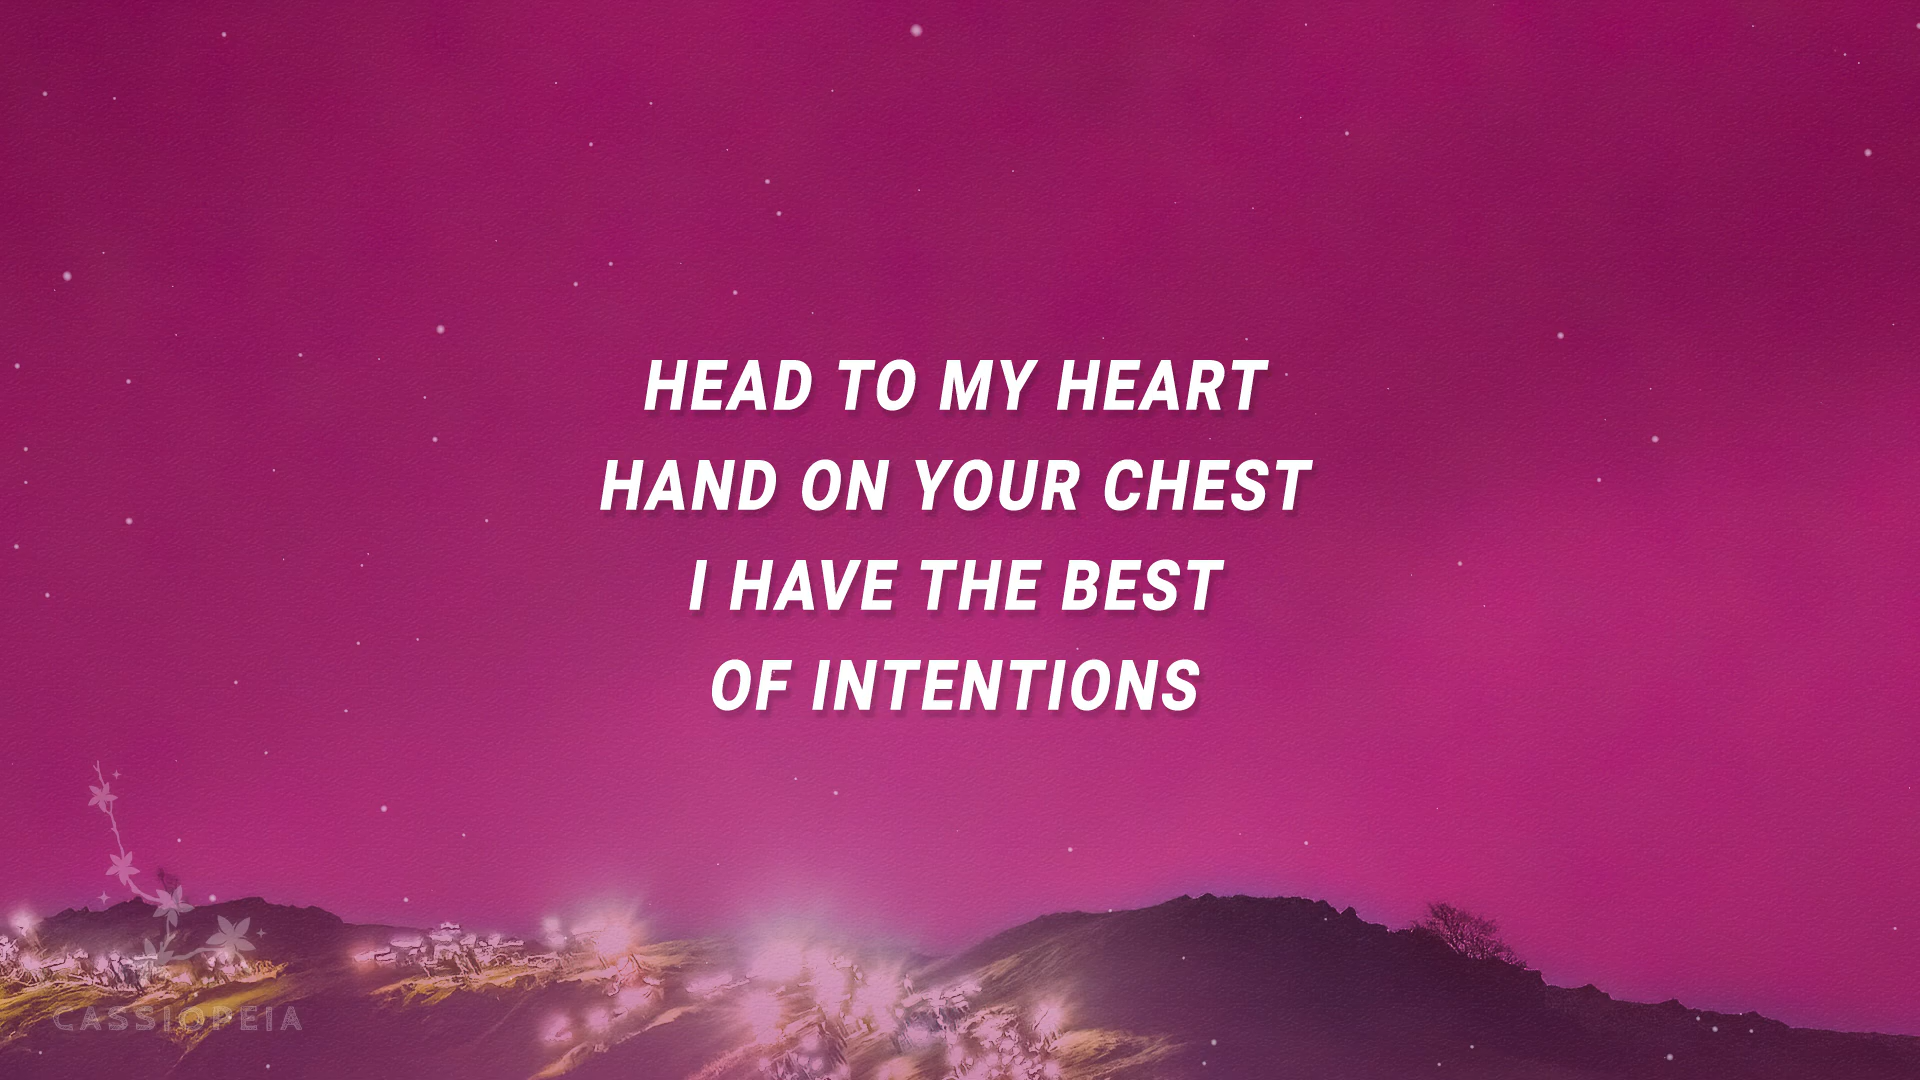 HEAD TO MY HEART
HAND ON YOUR CHEST
I HAVE THE BEST
OF INTENTIONS
CASSIOPEIA